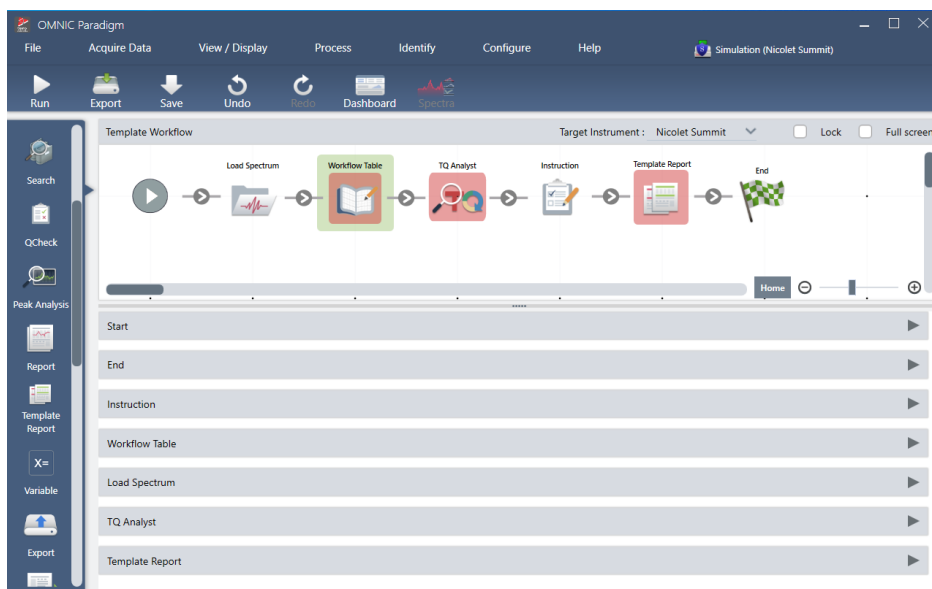 OMNIC Paradigm
File Acquire Data View / Display Process Identify Configure Help Simulation (Nicolet Summit)
Run Export Save Undo Redo Dashboard Spectra
Template Workflow Target Instrument : Nicolet Summit Lock Full screen
Load Spectrum Workflow Table TQ Analyst Instruction Template Report End
Home
Search
QCheck
Peak Analysis
Report
Template
Report
X=
Variable
Export
Start
End
Instruction
Workflow Table
Load Spectrum
TQ Analyst
Template Report